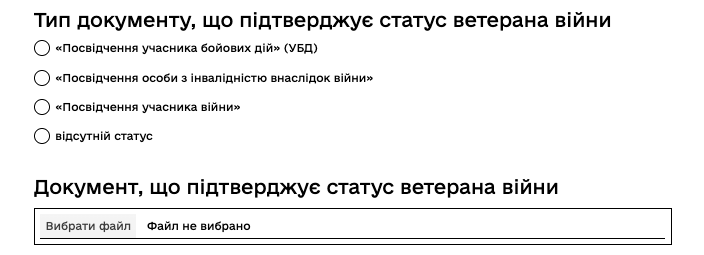 Тип документу, що підтверджує статус ветерана війни
«Посвідчення учасника бойових дій» (УБД)
«Посвідчення особи з інвалідністю внаслідок війни»
«Посвідчення учасника війни»
відсутній статус
Документ, що підтверджує статус ветерана війни
Вибрати файл Файл не вибрано